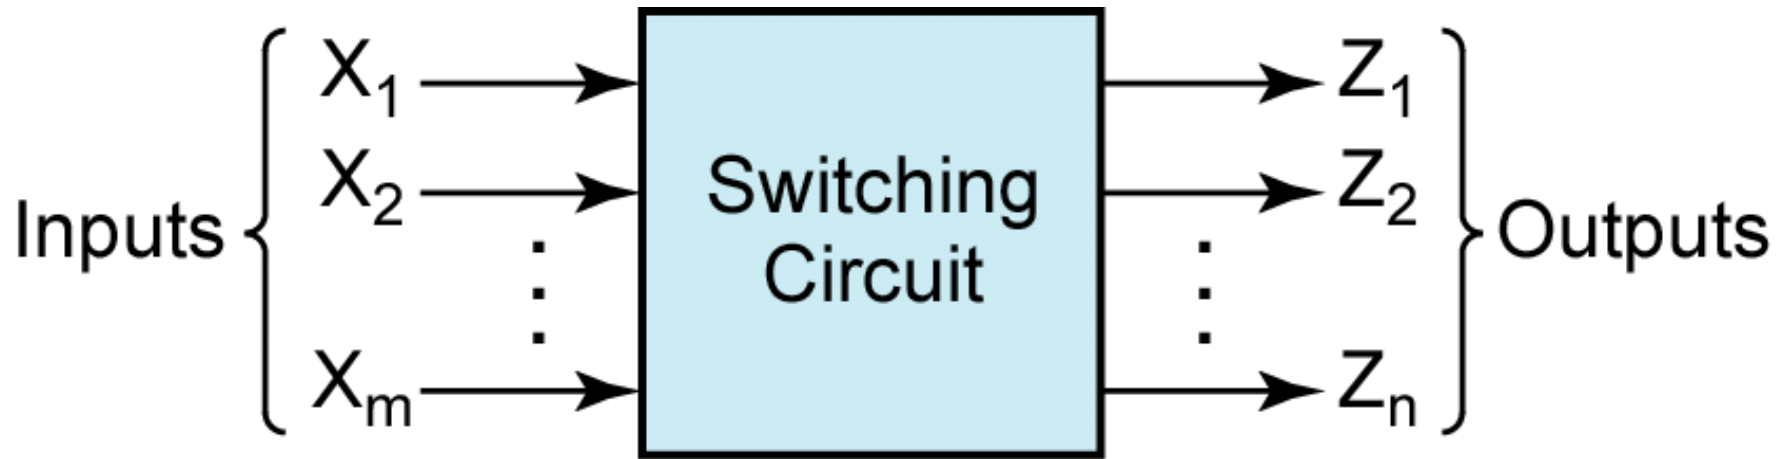 Inputs
X₁
X₂
Xₘ
Switching
Circuit
Z₁
Z₂
Zₙ
Outputs